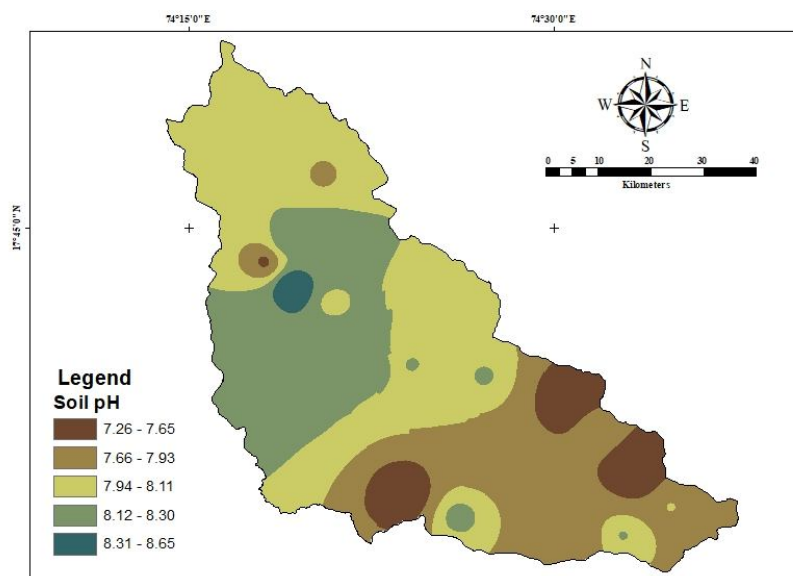 74°15'0"E 74°30'0"E
N
W E
S
0 5 10 20 30 40
Kilometers
17°45'0"N
Legend
Soil pH
7.26 - 7.65
7.66 - 7.93
7.94 - 8.11
8.12 - 8.30
8.31 - 8.65